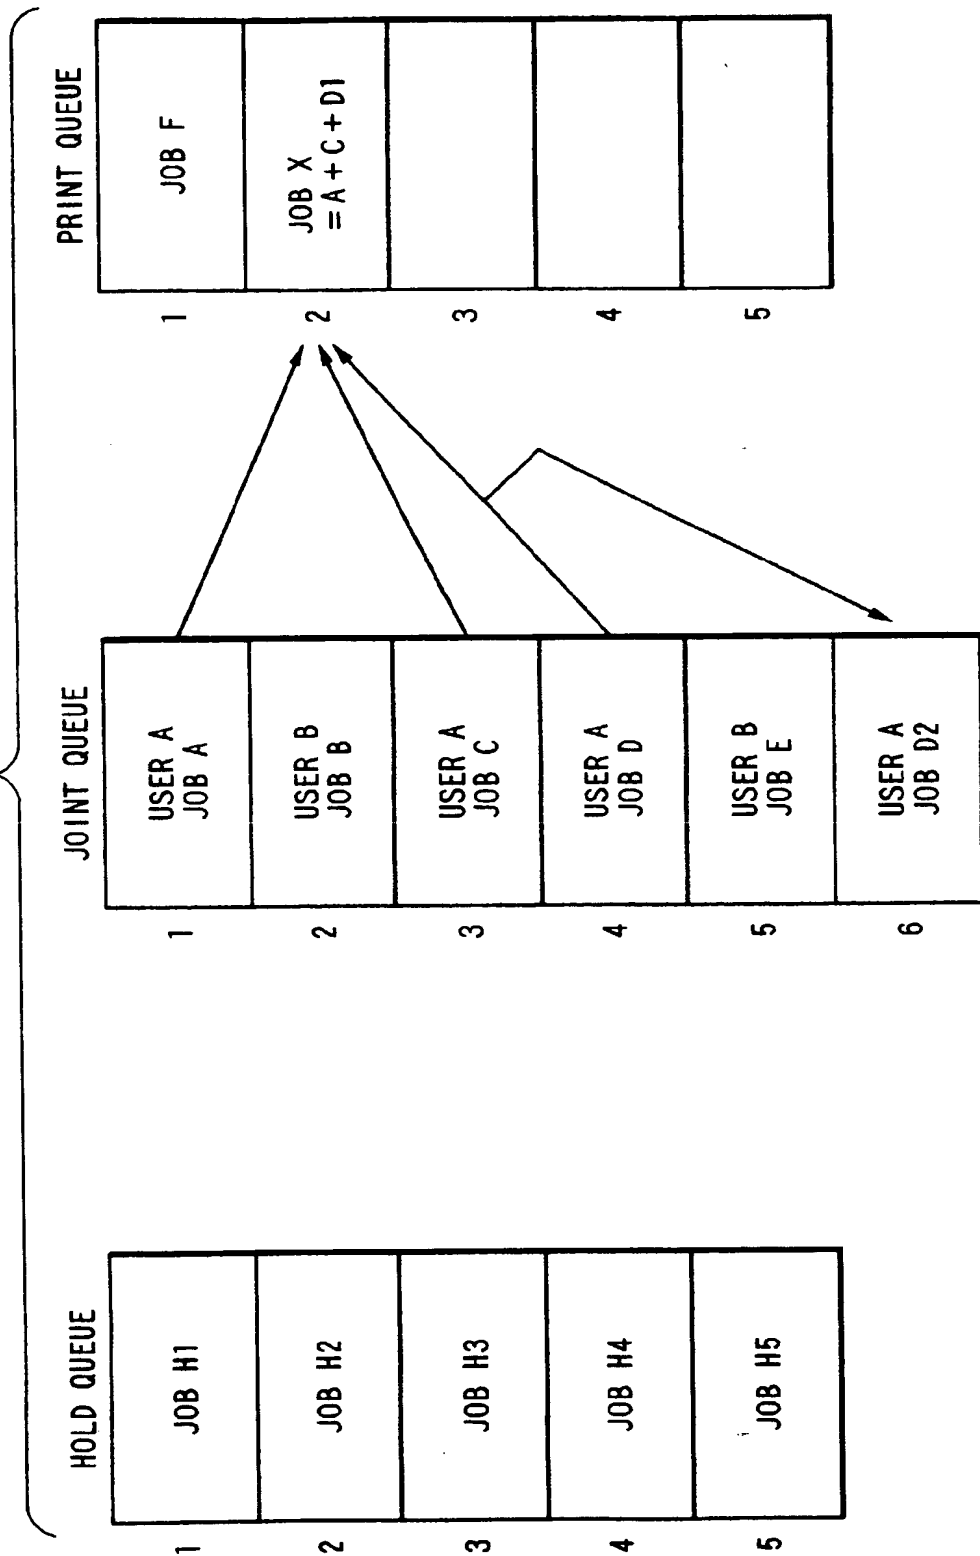 HOLD QUEUE
1
JOB H1
2
JOB H2
3
JOB H3
4
JOB H4
5
JOB H5
JOINT QUEUE
1
USER A
JOB A
2
USER B
JOB B
3
USER A
JOB C
4
USER A
JOB D
5
USER B
JOB E
6
USER A
JOB D2
PRINT QUEUE
1
JOB F
2
JOB X
=A+C+D1
3
4
5